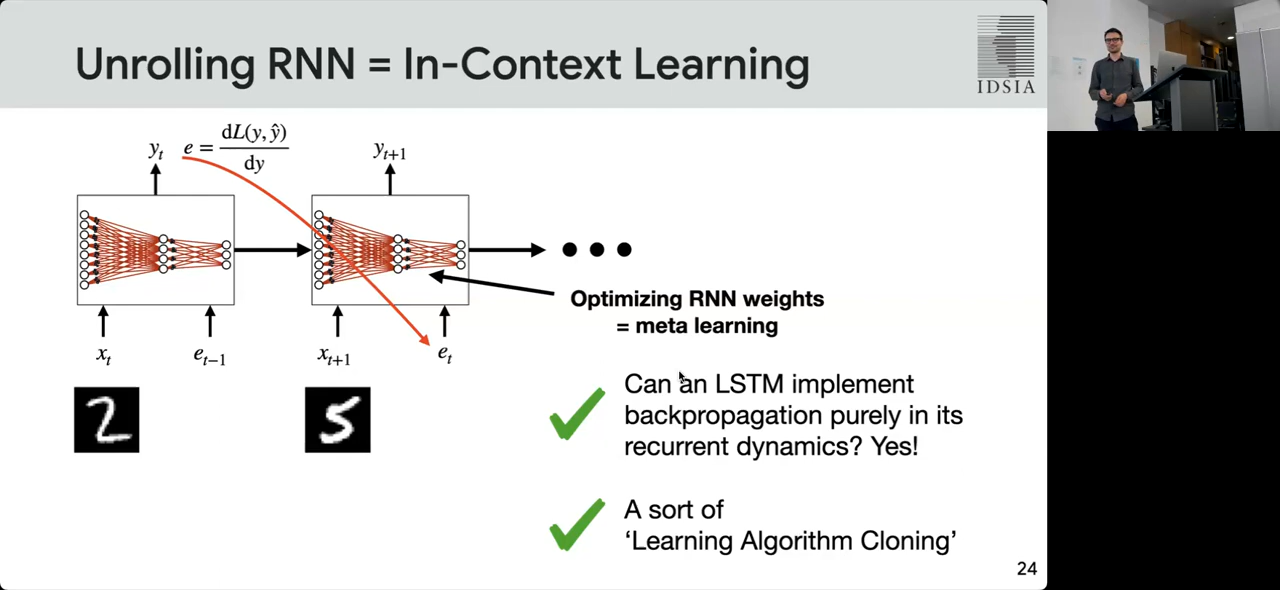 Unrolling RNN = In-Context Learning
IDSIA
y_t
e = dL(y, ŷ) / dy
y_{t+1}
Optimizing RNN weights
= meta learning
x_t
e_{t−1}
x_{t+1}
e_t
2
5
Can an LSTM implement
backpropagation purely in its
recurrent dynamics? Yes!
A sort of
‘Learning Algorithm Cloning’
24